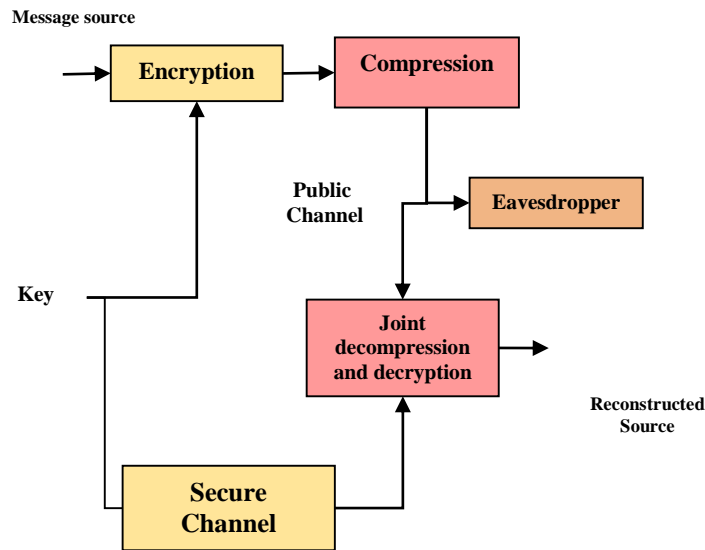 Message source
Encryption
Compression
Public
Channel
Eavesdropper
Key
Joint
decompression
and decryption
Reconstructed
Source
Secure
Channel